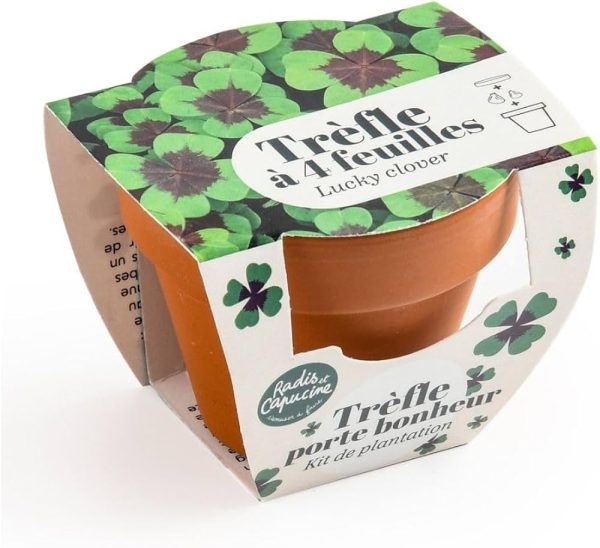 Trèfle
à 4 feuilles
Lucky clover
Radis et
Capucine
Trèfle
porte bonheur
Kit de plantation